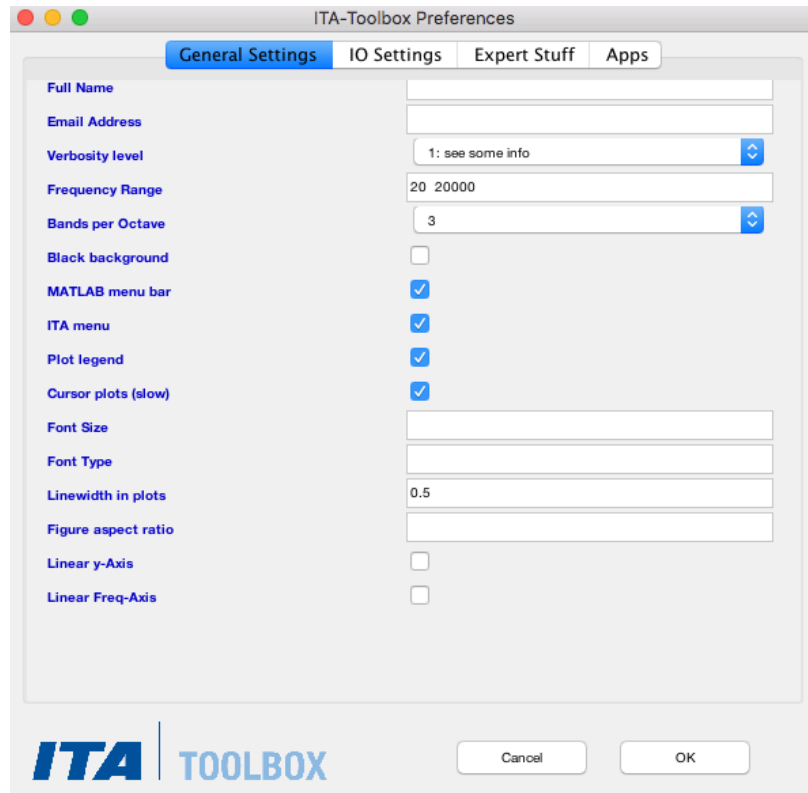 ITA-Toolbox Preferences
General Settings IO Settings Expert Stuff Apps
Full Name
Email Address
Verbosity level 1: see some info
Frequency Range 20 20000
Bands per Octave 3
Black background
MATLAB menu bar
ITA menu
Plot legend
Cursor plots (slow)
Font Size
Font Type
Linewidth in plots 0.5
Figure aspect ratio
Linear y-Axis
Linear Freq-Axis
ITA TOOLBOX Cancel OK